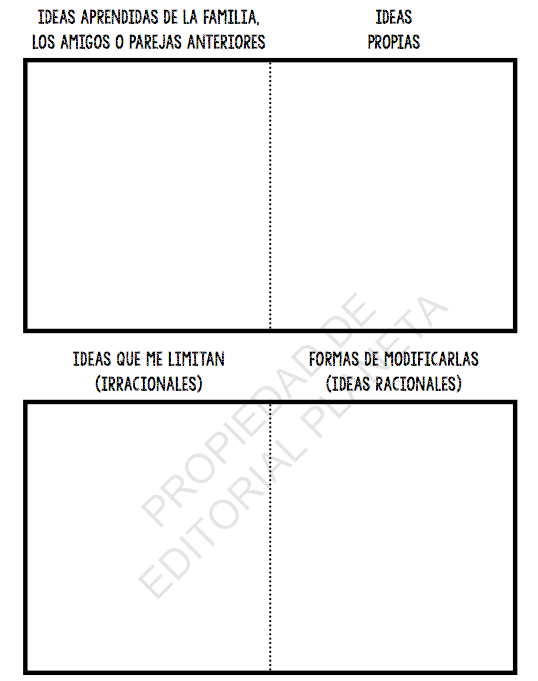 IDEAS APRENDIDAS DE LA FAMILIA,
LOS AMIGOS O PAREJAS ANTERIORES
IDEAS
PROPIAS
IDEAS QUE ME LIMITAN
(IRRACIONALES)
FORMAS DE MODIFICARLAS
(IDEAS RACIONALES)
PROPIEDAD DE
EDITORIAL PLANETA